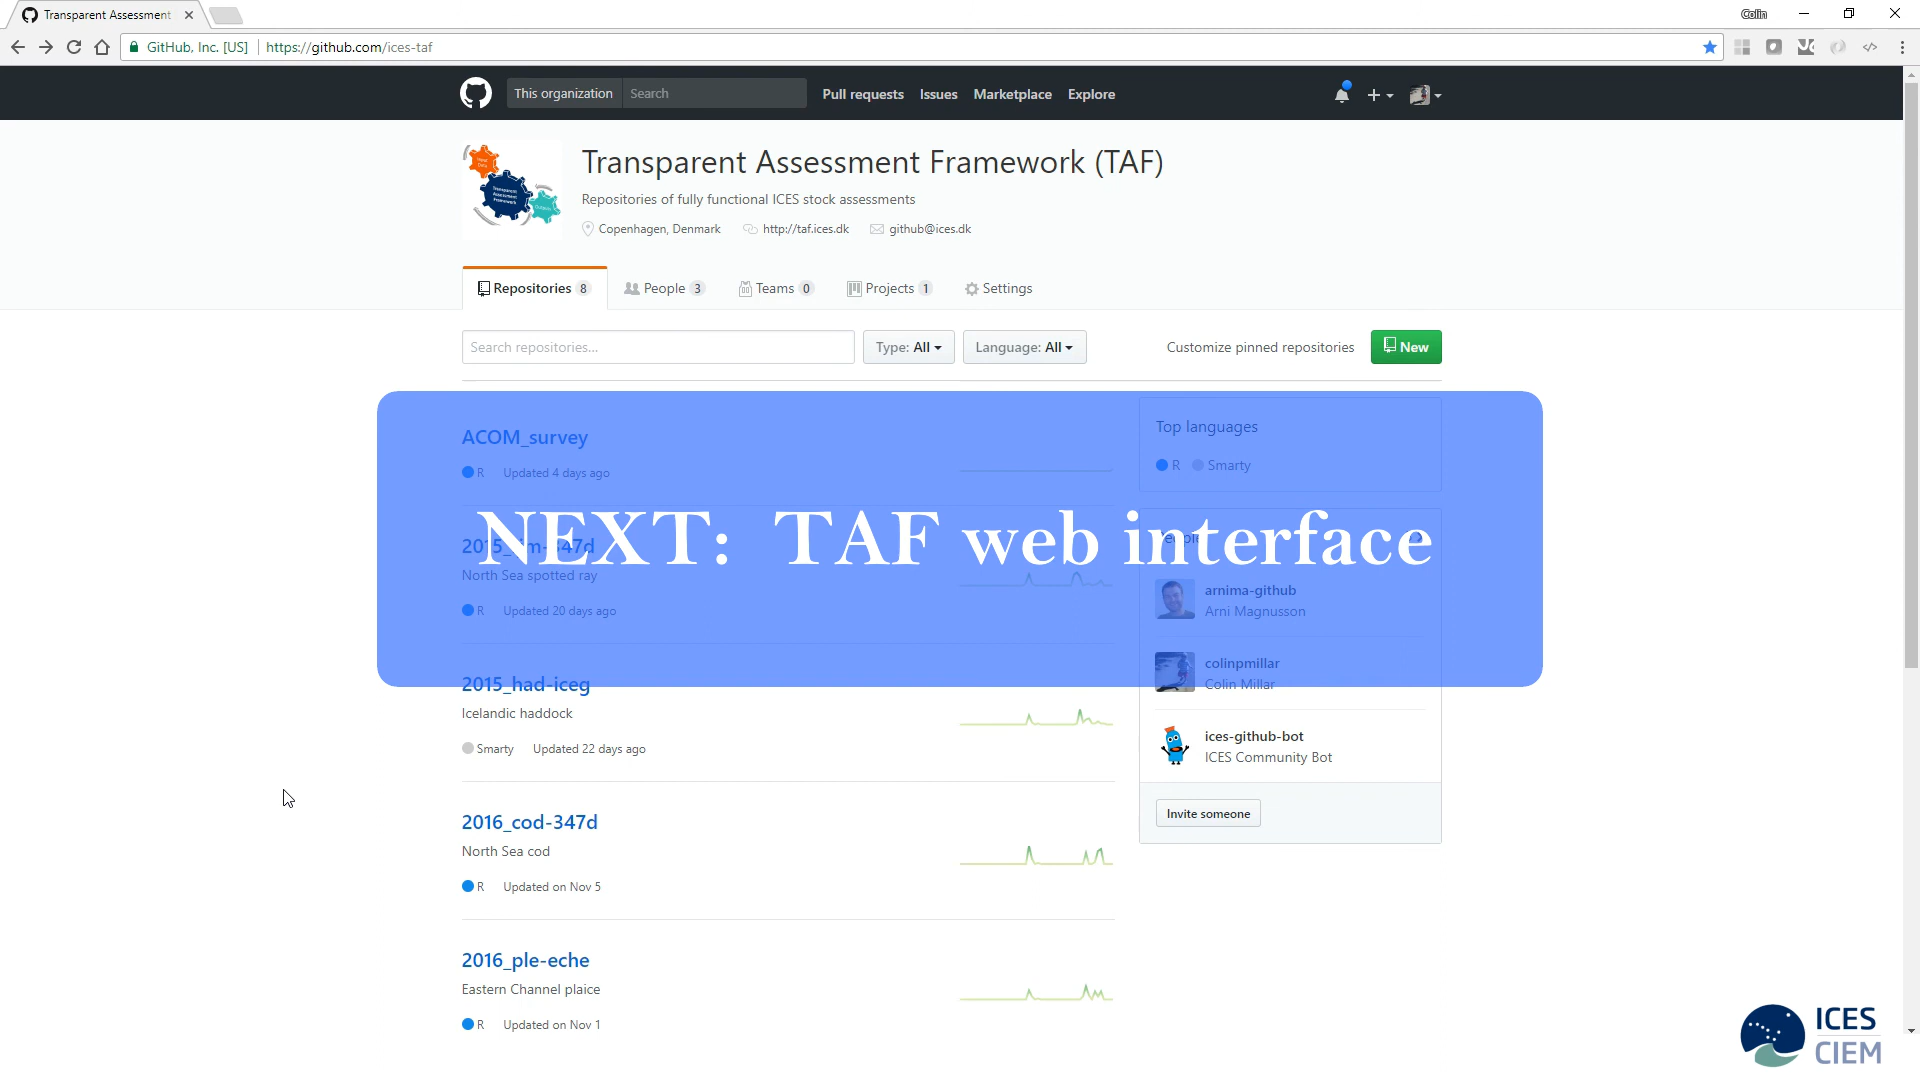 Transparent Assessment
Colin
GitHub, Inc. [US] https://github.com/ices-taf
This organization Search Pull requests Issues Marketplace Explore
Transparent Assessment Framework (TAF)
Repositories of fully functional ICES stock assessments
Copenhagen, Denmark http://taf.ices.dk github@ices.dk
Repositories 8 People 3 Teams 0 Projects 1 Settings
Search repositories... Type: All Language: All Customize pinned repositories New
ACOM_survey
R Updated 4 days ago
Top languages
R Smarty
NEXT: TAF web interface
North Sea spotted ray
R Updated 20 days ago
People
arnima-github
Arni Magnusson
colinpmillar
Colin Millar
ices-github-bot
ICES Community Bot
Invite someone
2015_had-iceg
Icelandic haddock
Smarty Updated 22 days ago
2016_cod-347d
North Sea cod
R Updated on Nov 5
2016_ple-eche
Eastern Channel plaice
R Updated on Nov 1
ICES
CIEM